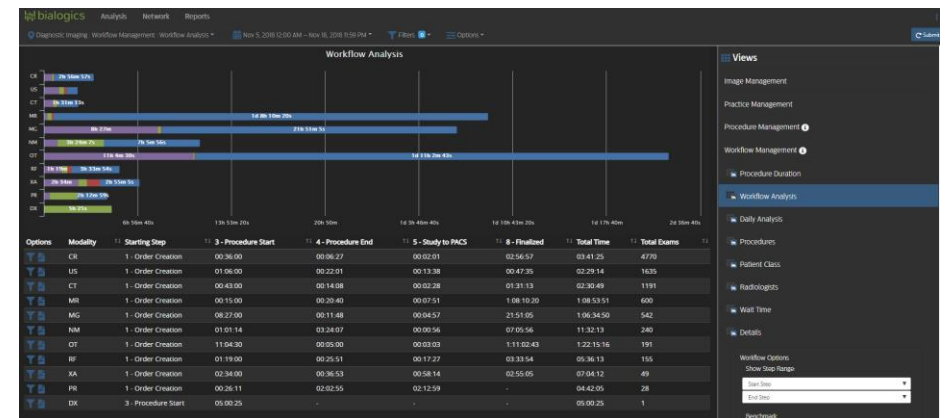 bialogics Analysis Network Reports
Diagnostic Imaging : Workflow Management : Workflow Analysis Nov 5, 2018 12:00 AM – Nov 16, 2018 11:59 PM Filters 0 Options Submit
Workflow Analysis
CR 2h 56m 57s
US
CT 1h 31m 13s
MR 1d 8h 10m 20s
MG 8h 27m 21h 51m 5s
NM 3h 24m 7s 7h 5m 56s
OT 11h 4m 30s 1d 11h 2m 43s
RF 1h 19m 3h 33m 54s
XA 2h 34m 2h 55m 5s
PR 2h 12m 59s
DX 5h 25s
6h 56m 40s 13h 53m 20s 20h 50m 1d 3h 46m 40s 1d 10h 43m 20s 1d 17h 40m 2d 36m 40s
Options Modality Starting Step 3 - Procedure Start 4 - Procedure End 5 - Study to PACS 8 - Finalized Total Time Total Exams
CR 1 - Order Creation 00:36:00 00:06:27 00:02:01 02:56:57 03:41:25 4770
US 1 - Order Creation 01:06:00 00:22:01 00:13:38 00:47:35 02:29:14 1635
CT 1 - Order Creation 00:43:00 00:14:08 00:02:28 01:31:13 02:30:49 1191
MR 1 - Order Creation 00:15:00 00:20:40 00:07:51 1:08:10:20 1:08:53:51 600
MG 1 - Order Creation 08:27:00 00:11:48 00:04:57 21:51:05 1:06:34:50 542
NM 1 - Order Creation 01:01:14 03:24:07 00:00:56 07:05:56 11:32:13 240
OT 1 - Order Creation 11:04:30 00:05:00 00:03:03 1:11:02:43 1:22:15:16 191
RF 1 - Order Creation 01:19:00 00:25:51 00:17:27 03:33:54 05:36:13 155
XA 1 - Order Creation 02:34:00 00:36:53 00:58:14 02:55:05 07:04:12 49
PR 1 - Order Creation 00:26:11 02:02:55 02:12:59 - 04:42:05 28
DX 3 - Procedure Start 05:00:25 - - - 05:00:25 1
Views
Image Management
Practice Management
Procedure Management
Workflow Management
Procedure Duration
Workflow Analysis
Daily Analysis
Procedures
Patient Class
Radiologists
Wait Time
Details
Workflow Options
Show Step Range:
Start Step
End Step
Benchmark